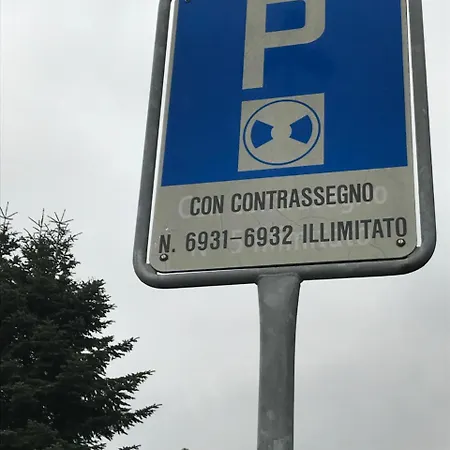 P
CON CONTRASSEGNO
N. 6931-6932 ILLIMITATO